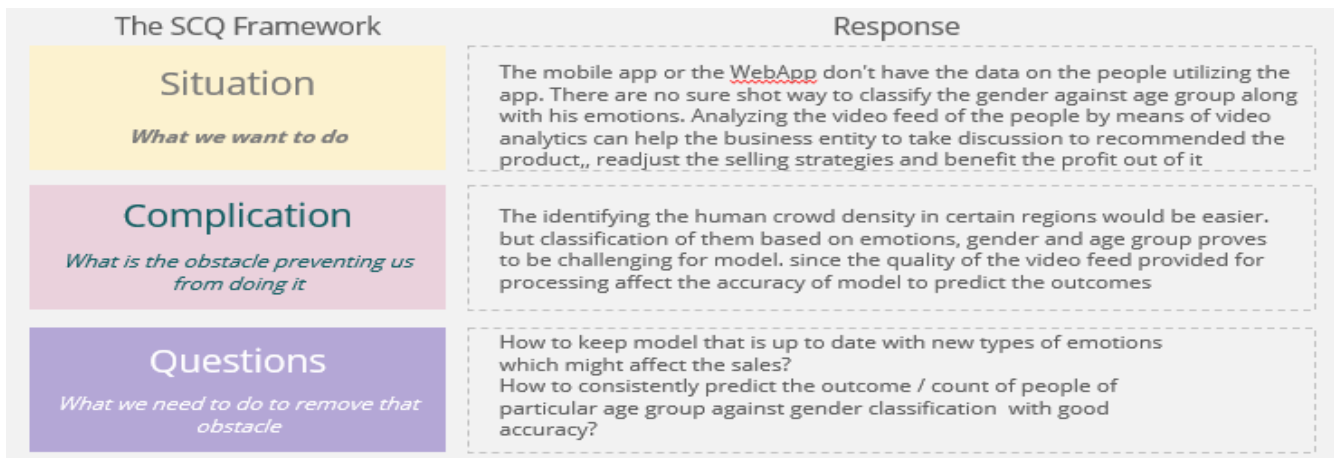 The SCQ Framework
Response
Situation
What we want to do
The mobile app or the WebApp don't have the data on the people utilizing the
app. There are no sure shot way to classify the gender against age group along
with his emotions. Analyzing the video feed of the people by means of video
analytics can help the business entity to take discussion to recommended the
product,, readjust the selling strategies and benefit the profit out of it
Complication
What is the obstacle preventing us
from doing it
The identifying the human crowd density in certain regions would be easier.
but classification of them based on emotions, gender and age group proves
to be challenging for model. since the quality of the video feed provided for
processing affect the accuracy of model to predict the outcomes
Questions
What we need to do to remove that
obstacle
How to keep model that is up to date with new types of emotions
which might affect the sales?
How to consistently predict the outcome / count of people of
particular age group against gender classification with good
accuracy?